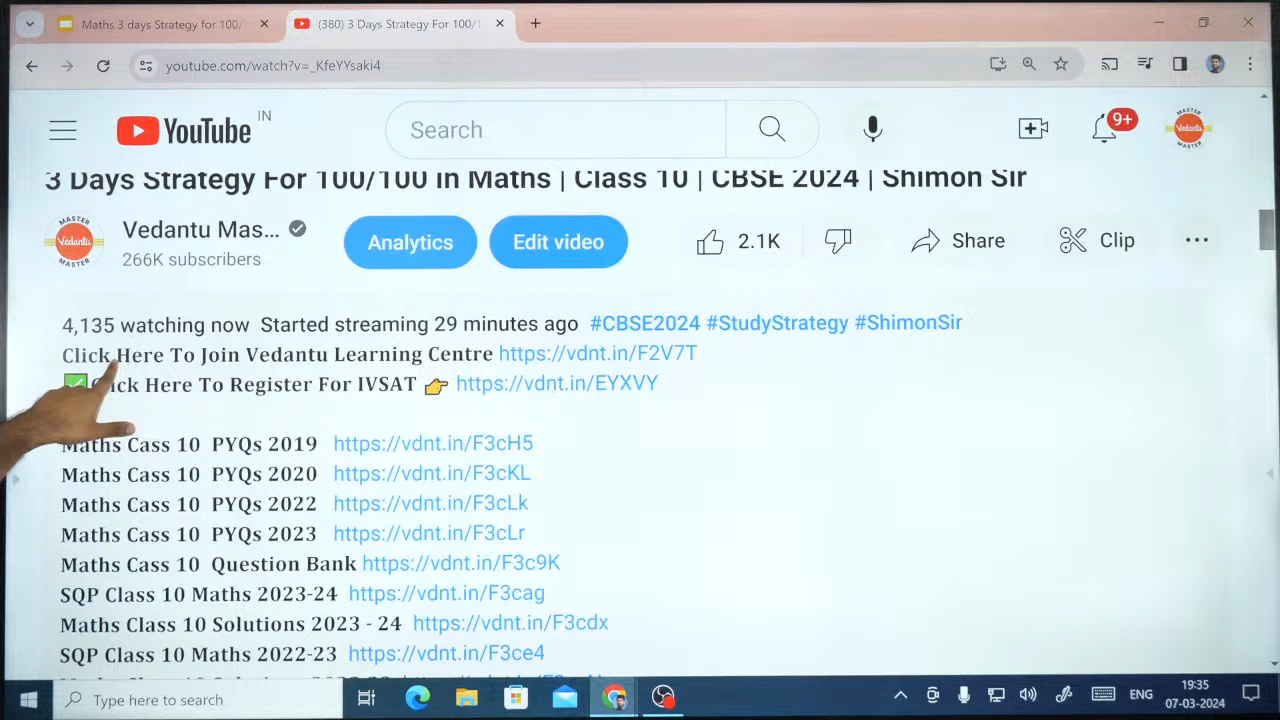 Maths 3 days Strategy for 100/
(380) 3 Days Strategy For 100/1
youtube.com/watch?v=_KfeYYsaki4
YouTube IN
Search
9+
MASTER Vedantu MASTER
3 Days Strategy For 100/100 in Maths | Class 10 | CBSE 2024 | Shimon Sir
MASTER Vedantu MASTER
Vedantu Mas...
266K subscribers
Analytics
Edit video
2.1K
Share
Clip
4,135 watching now Started streaming 29 minutes ago #CBSE2024 #StudyStrategy #ShimonSir
Click Here To Join Vedantu Learning Centre https://vdnt.in/F2V7T
Click Here To Register For IVSAT 👉 https://vdnt.in/EYXVY
Maths Cass 10 PYQs 2019 https://vdnt.in/F3cH5
Maths Cass 10 PYQs 2020 https://vdnt.in/F3cKL
Maths Cass 10 PYQs 2022 https://vdnt.in/F3cLk
Maths Cass 10 PYQs 2023 https://vdnt.in/F3cLr
Maths Cass 10 Question Bank https://vdnt.in/F3c9K
SQP Class 10 Maths 2023-24 https://vdnt.in/F3cag
Maths Class 10 Solutions 2023 - 24 https://vdnt.in/F3cdx
SQP Class 10 Maths 2022-23 https://vdnt.in/F3ce4
Type here to search
ENG
19:35
07-03-2024